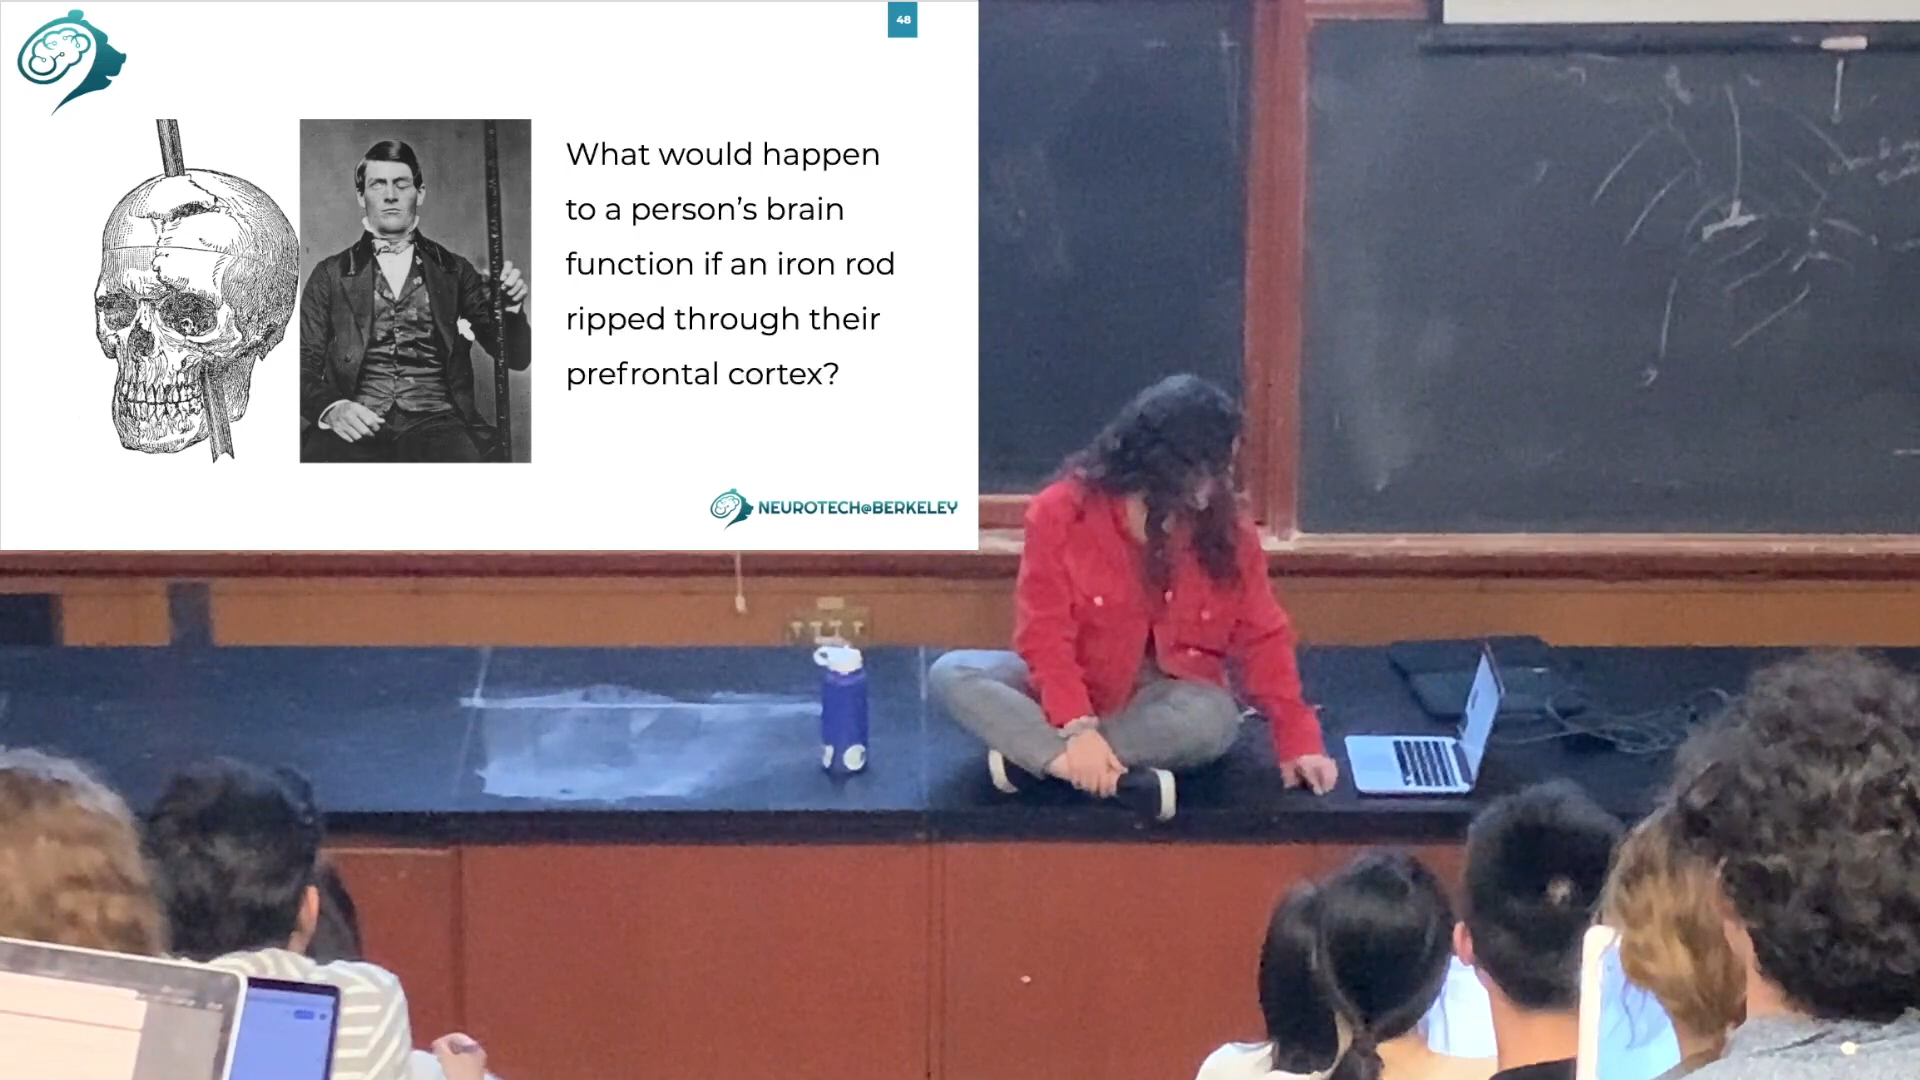 48
What would happen
to a person's brain
function if an iron rod
ripped through their
prefrontal cortex?
NEUROTECH@BERKELEY